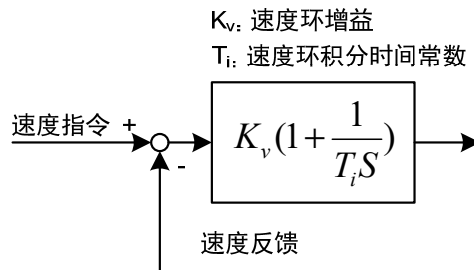 Kv: 速度环增益
Ti: 速度环积分时间常数
速度指令 +
Kv(1+1/TiS)
-
速度反馈